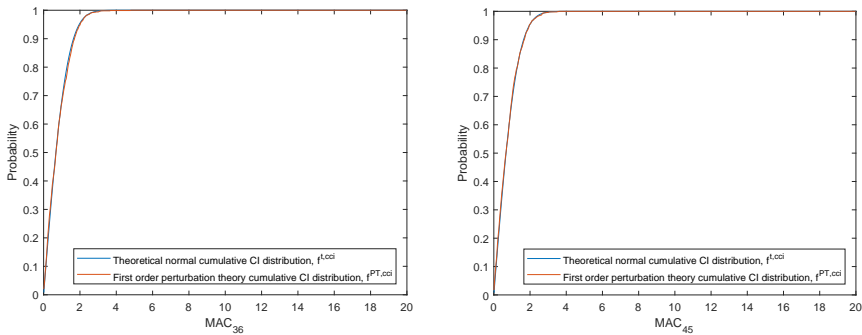 1
0.9
0.8
0.7
0.6
0.5
0.4
0.3
0.2
0.1
0
Probability
Theoretical normal cumulative CI distribution, f^t,cci
First order perturbation theory cumulative CI distribution, f^PT,cci
0 2 4 6 8 10 12 14 16 18 20
MAC_36
1
0.9
0.8
0.7
0.6
0.5
0.4
0.3
0.2
0.1
0
Probability
Theoretical normal cumulative CI distribution, f^t,cci
First order perturbation theory cumulative CI distribution, f^PT,cci
0 2 4 6 8 10 12 14 16 18 20
MAC_45